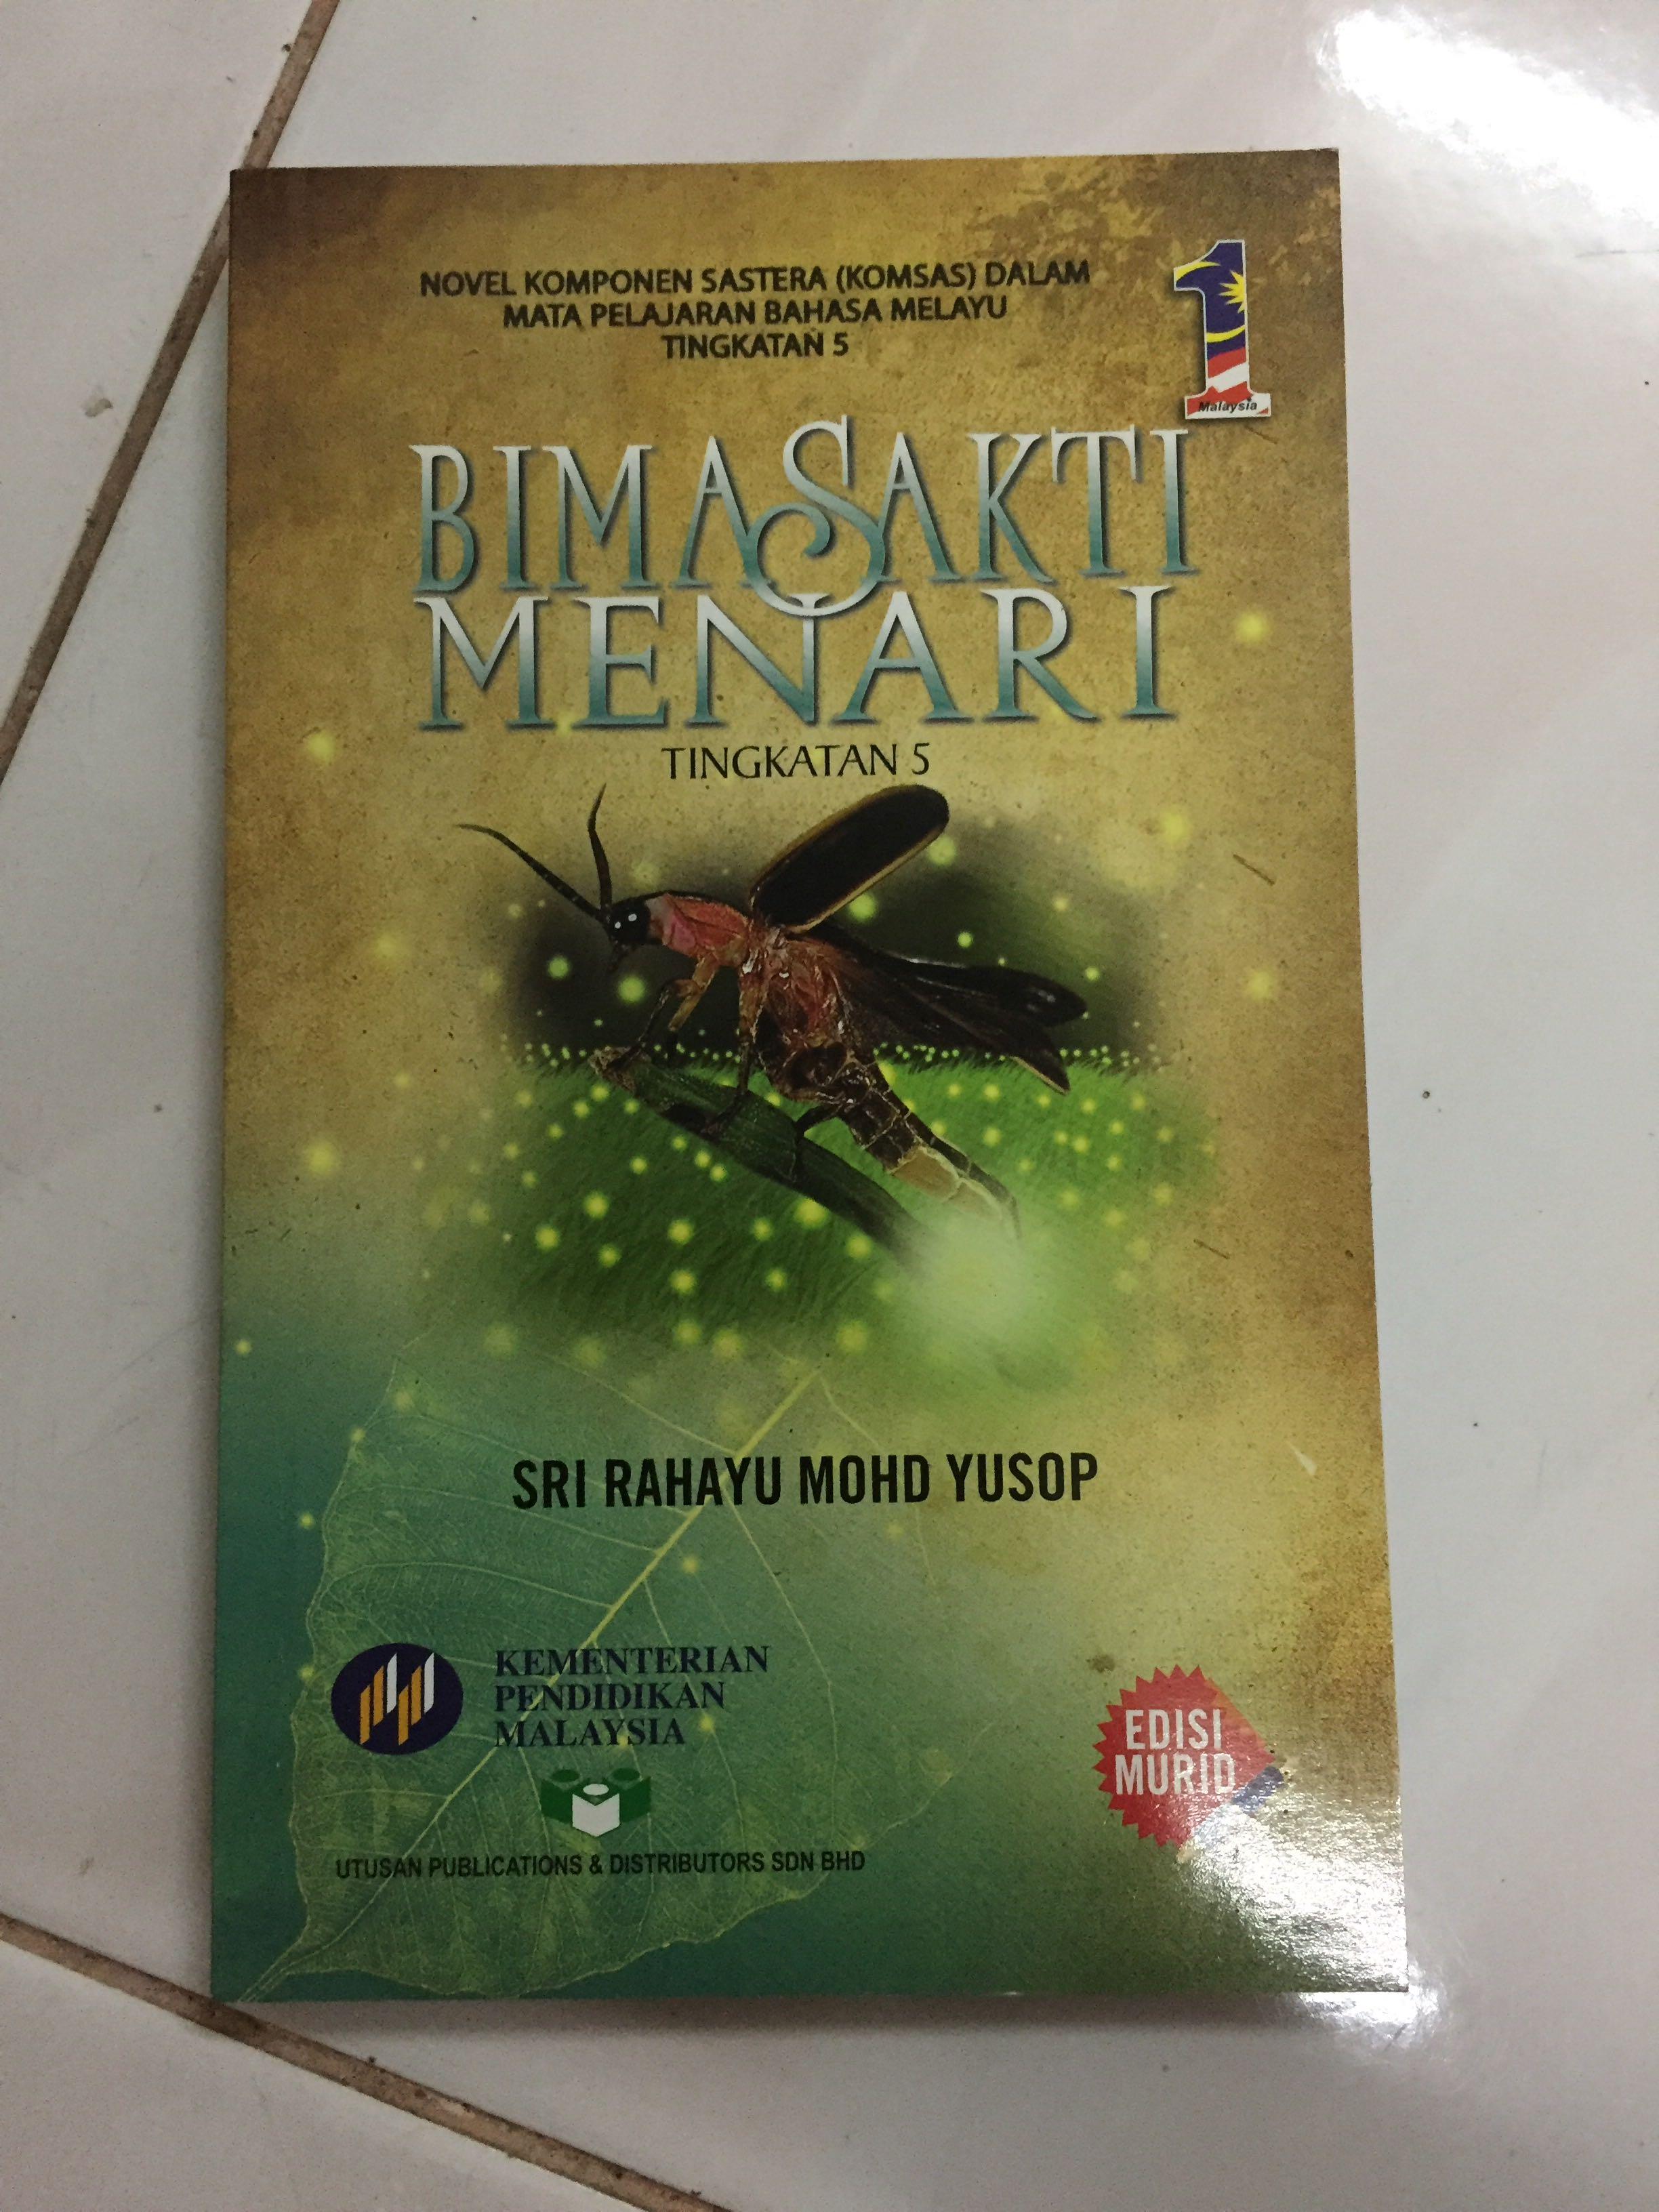 NOVEL KOMPONEN SASTERA (KOMSAS) DALAM
MATA PELAJARAN BAHASA MELAYU
TINGKATAN 5
1
Malaysia
BIMASAKTI
MENARI
TINGKATAN 5
SRI RAHAYU MOHD YUSOP
KEMENTERIAN
PENDIDIKAN
MALAYSIA
EDISI
MURID
UTUSAN PUBLICATIONS & DISTRIBUTORS SDN BHD